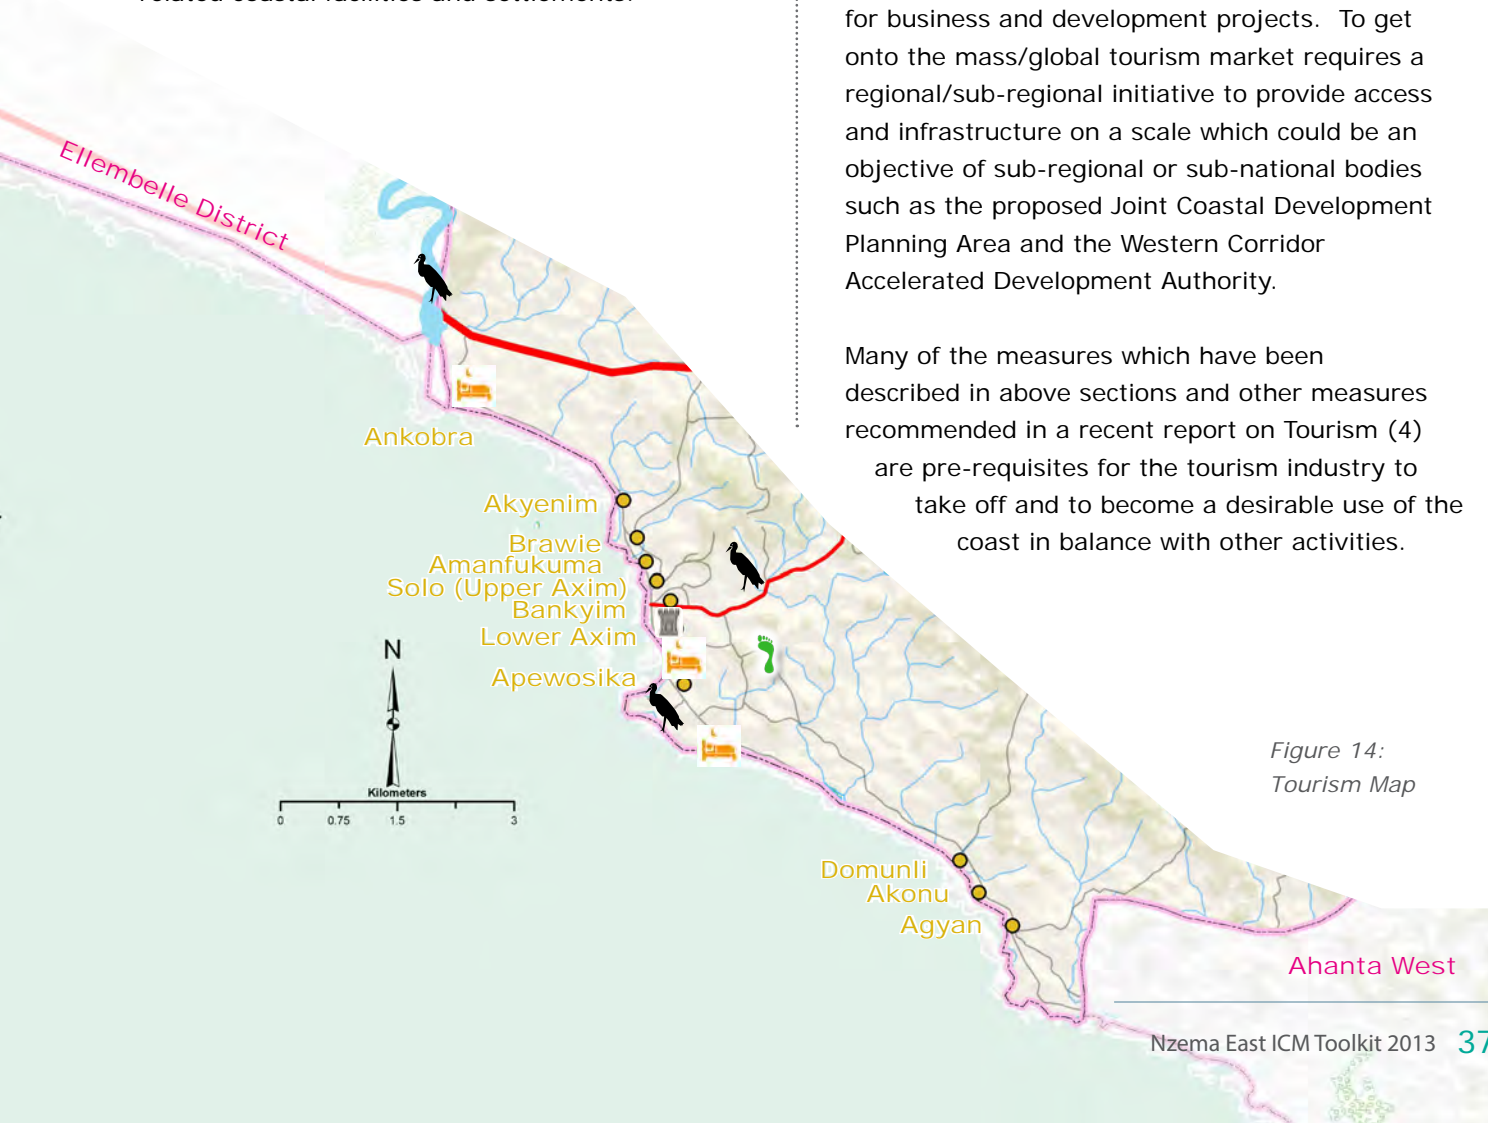 for business and development projects. To get
onto the mass/global tourism market requires a
regional/sub-regional initiative to provide access
and infrastructure on a scale which could be an
objective of sub-regional or sub-national bodies
such as the proposed Joint Coastal Development
Planning Area and the Western Corridor
Accelerated Development Authority.
Many of the measures which have been
described in above sections and other measures
recommended in a recent report on Tourism (4)
are pre-requisites for the tourism industry to
take off and to become a desirable use of the
coast in balance with other activities.
Ellembelle District
Ankobra
Akyenim
Brawie
Amanfukuma
Solo (Upper Axim)
Bankyim
Lower Axim
Apewosika
N
Kilometers
0 0.75 1.5 3
Domunli
Akonu
Agyan
Ahanta West
Figure 14:
Tourism Map
Nzema East ICM Toolkit 2013 37